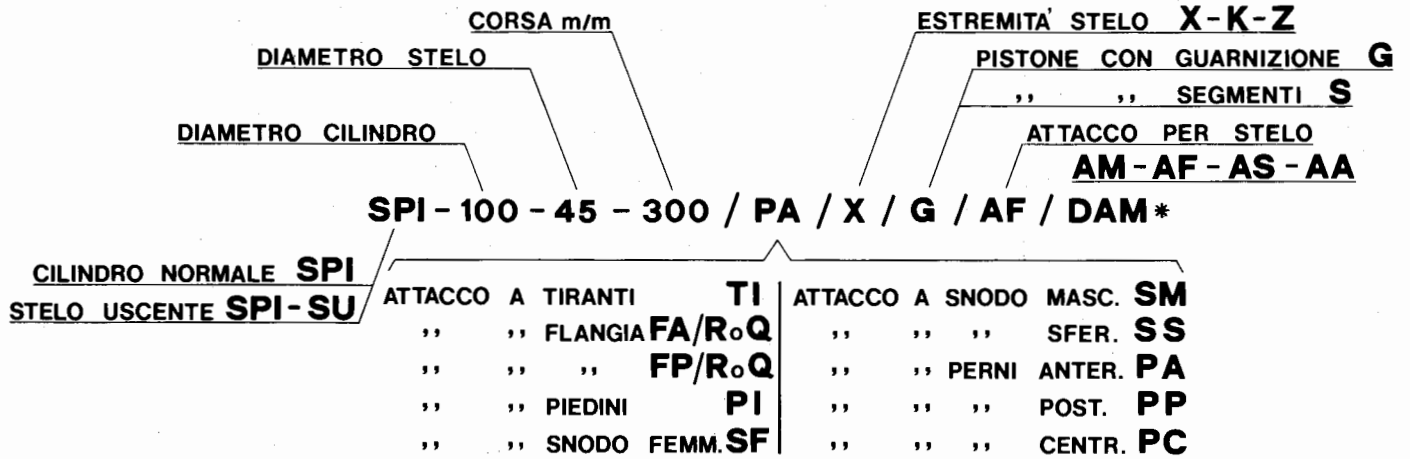 CORSA m/m
ESTREMITA' STELO X-K-Z
DIAMETRO STELO
PISTONE CON GUARNIZIONE G
,, ,, SEGMENTI S
DIAMETRO CILINDRO
ATTACCO PER STELO
AM-AF-AS-AA
SPI-100-45-300/PA/X/G/AF/DAM*
CILINDRO NORMALE SPI
STELO USCENTE SPI-SU
ATTACCO A TIRANTI TI
,, ,, FLANGIA FA/RoQ
,, ,, ,, FP/RoQ
,, ,, PIEDINI PI
,, ,, SNODO FEMM. SF
ATTACCO A SNODO MASC. SM
,, ,, ,, SFER. SS
,, ,, PERNI ANTER. PA
,, ,, ,, POST. PP
,, ,, ,, CENTR. PC